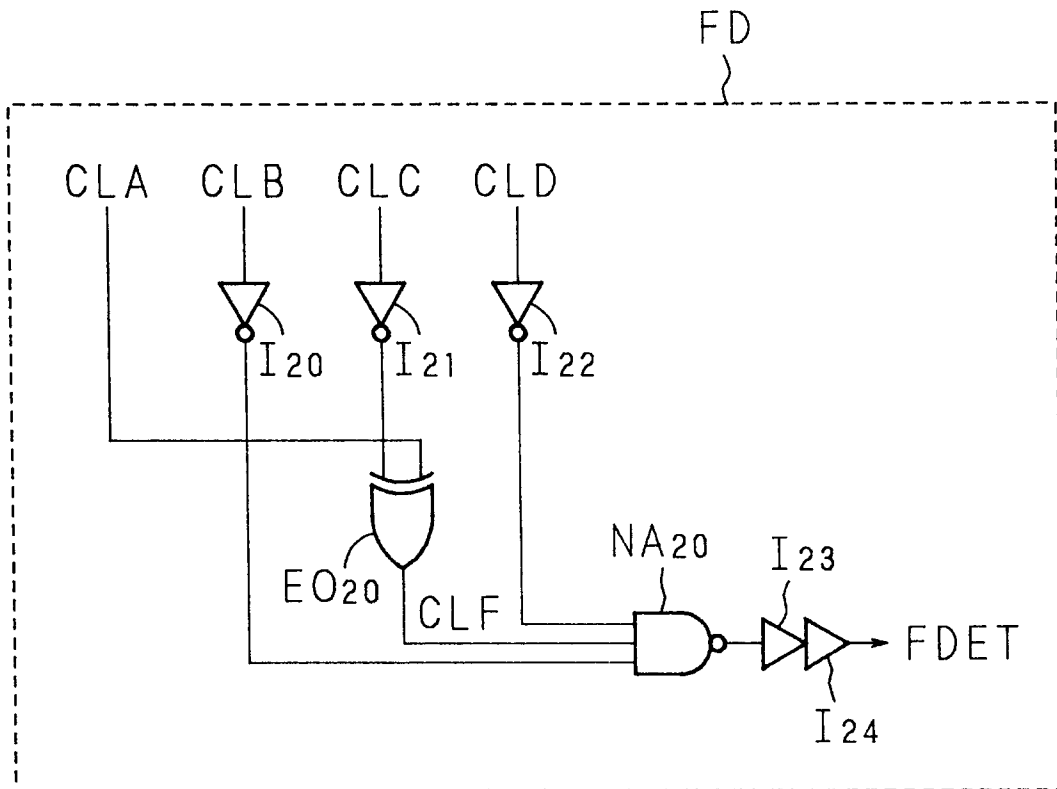 FD
CLA CLB CLC CLD
I20 I21 I22
EO20
CLF
NA20
I23
FDET
I24